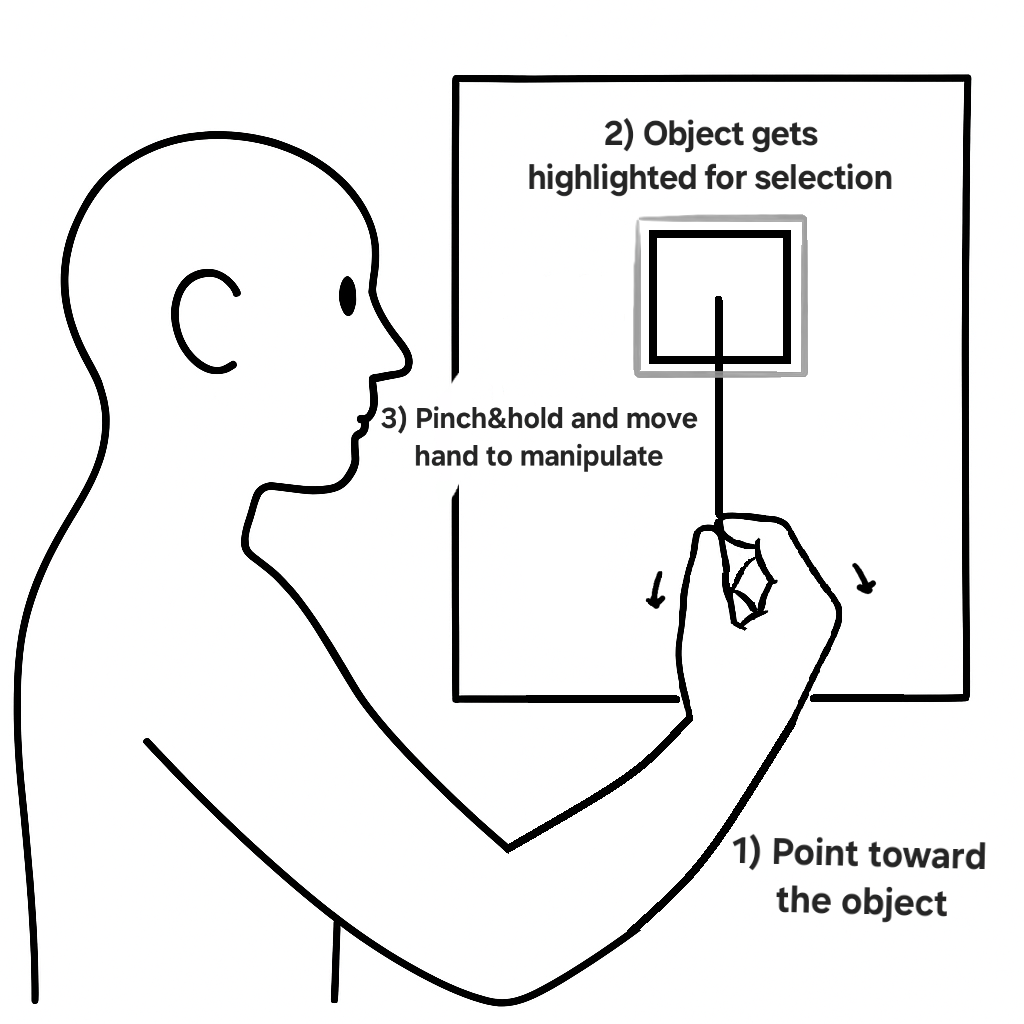 2) Object gets
highlighted for selection
3) Pinch&hold and move
hand to manipulate
1) Point toward
the object